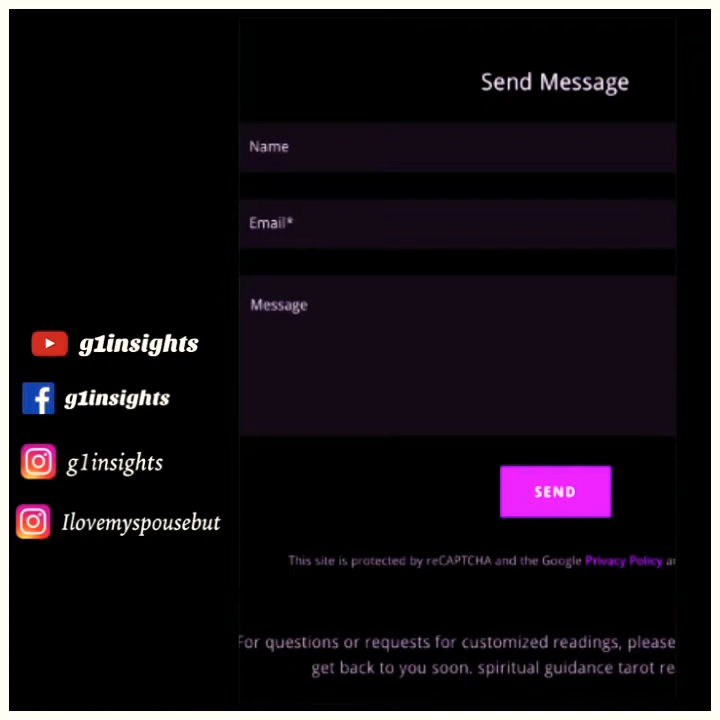 Send Message
Name
Email*
Message
g1insights
g1insights
g1insights
Ilovemyspousebut
SEND
This site is protected by reCAPTCHA and the Google Privacy Policy
For questions or requests for customized readings, please
get back to you soon. spiritual guidance tarot